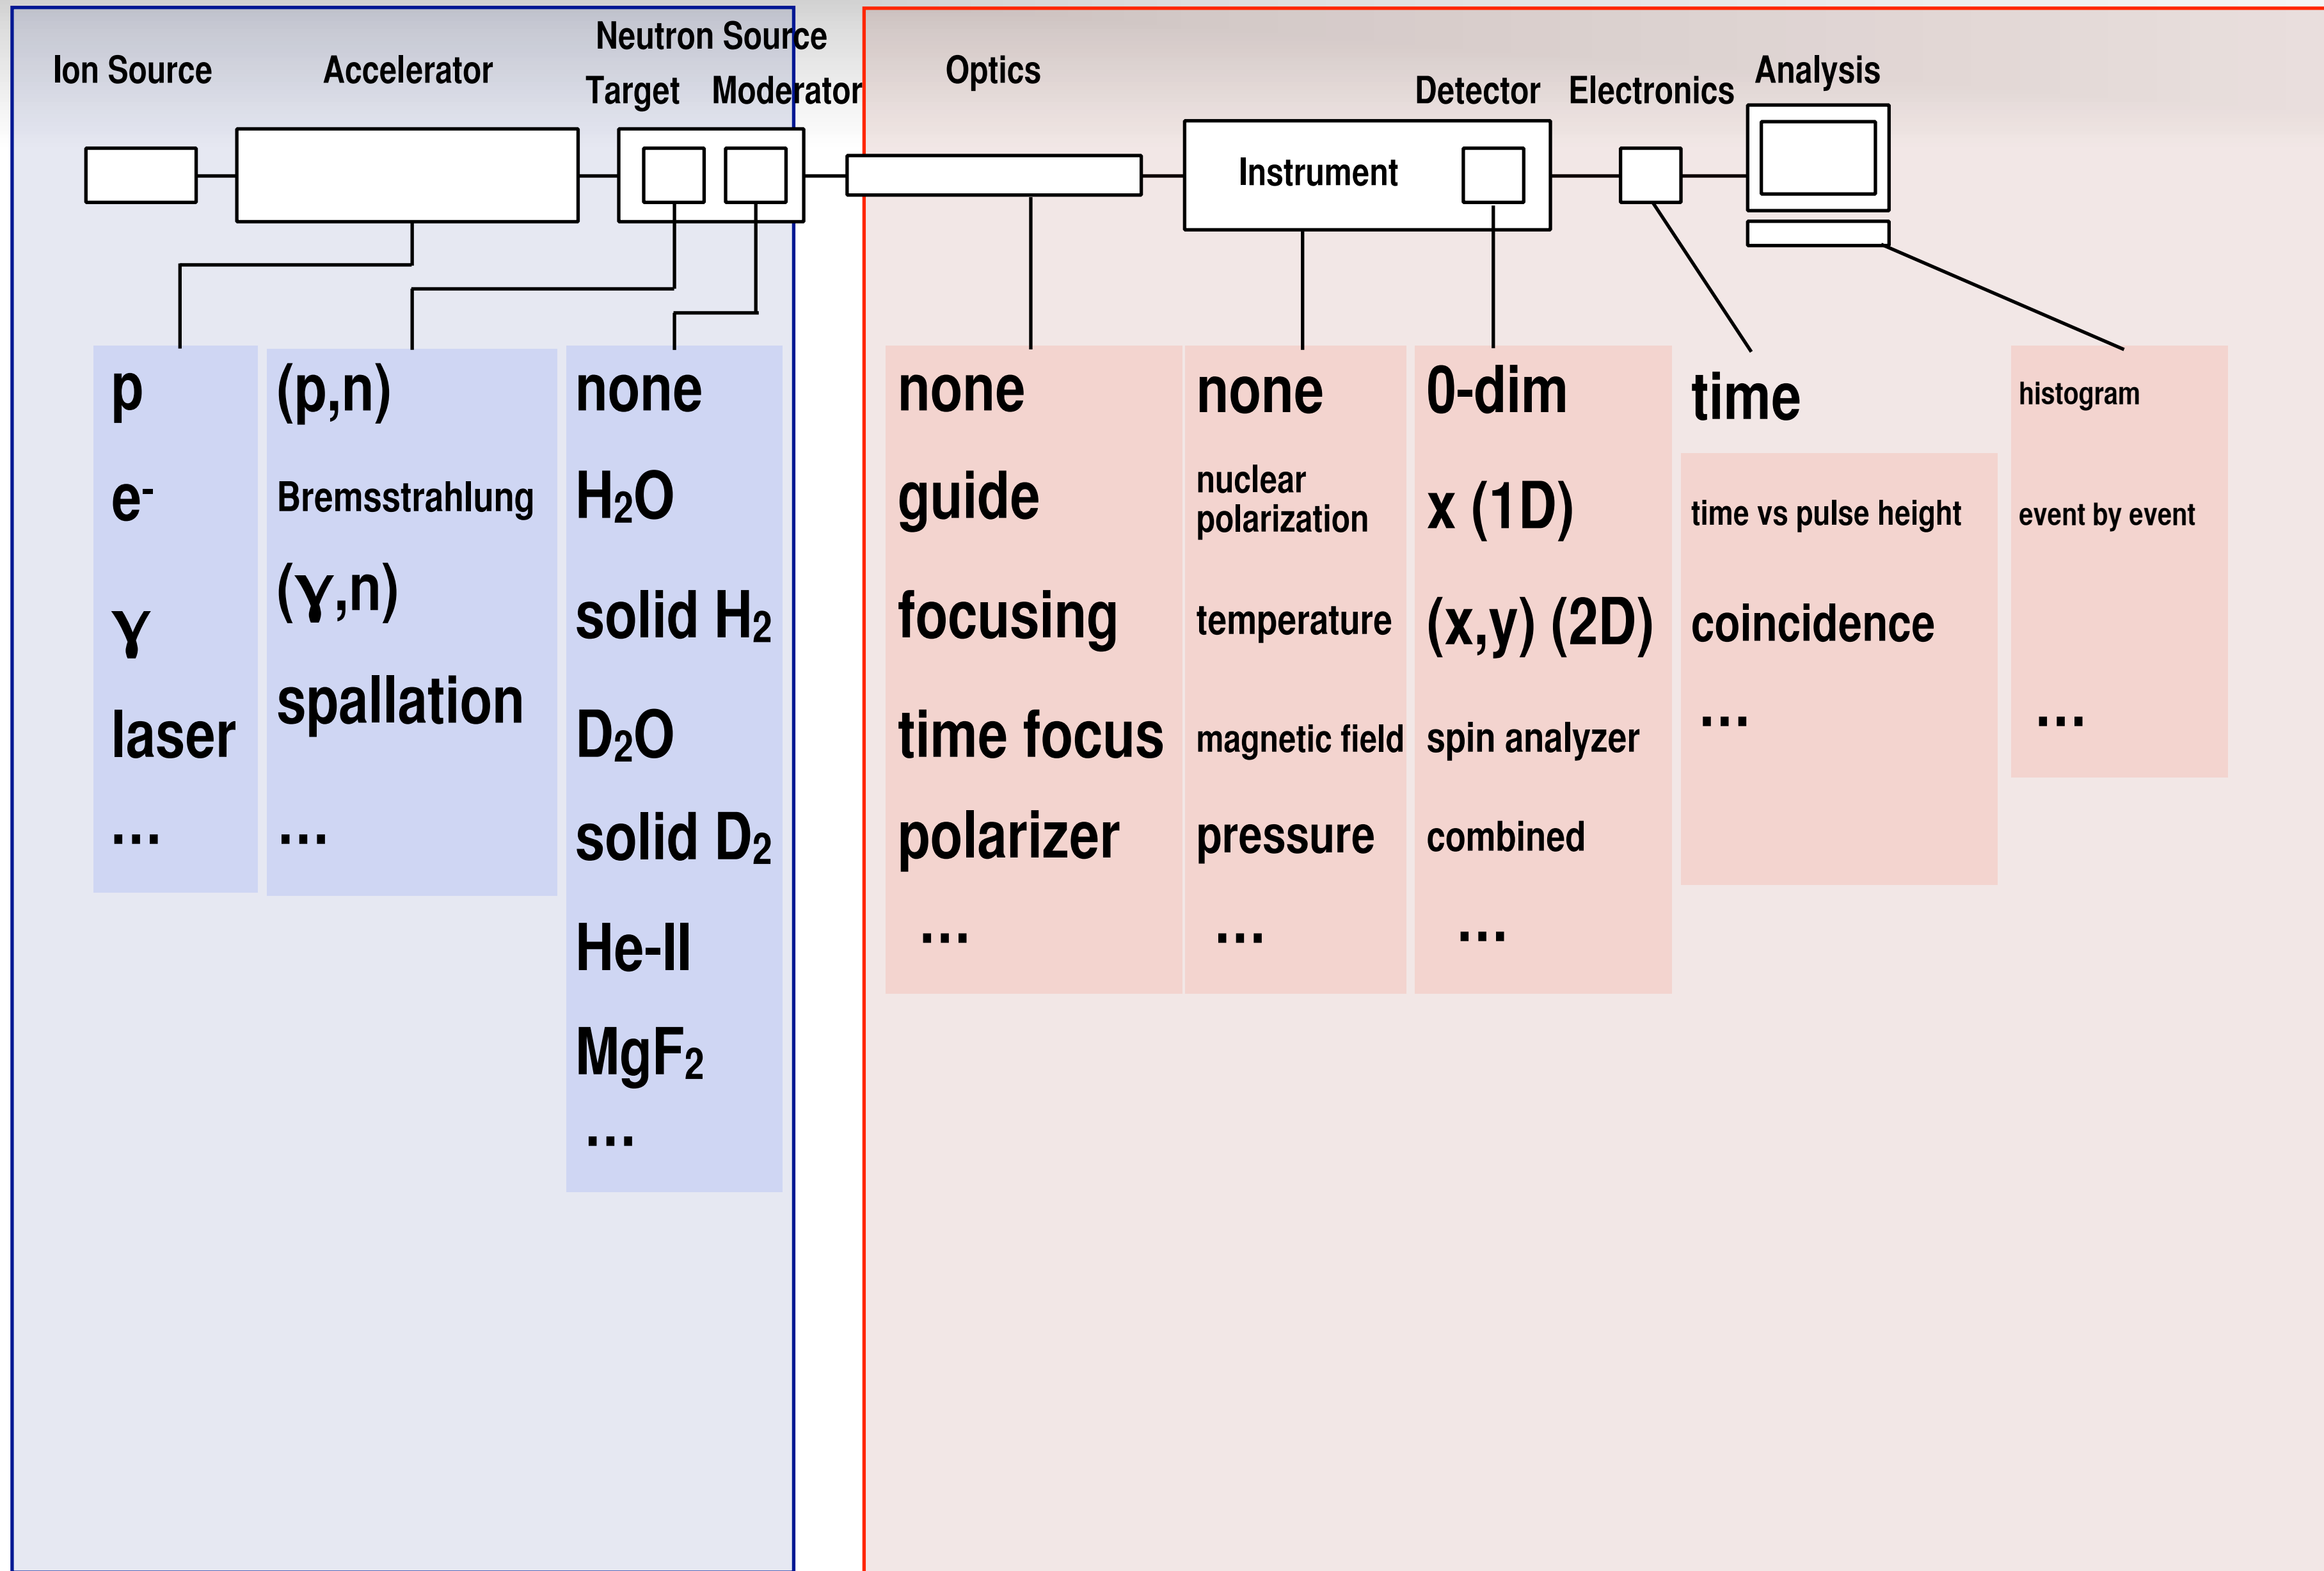 Neutron Source
Ion Source
Accelerator
Target
Moderator
Optics
Detector
Electronics
Analysis
Instrument
p
e⁻
γ
laser
...
(p,n)
Bremsstrahlung
(γ,n)
spallation
...
none
H₂O
solid H₂
D₂O
solid D₂
He-II
MgF₂
...
none
guide
focusing
time focus
polarizer
...
none
nuclear
polarization
temperature
magnetic field
pressure
...
0-dim
x (1D)
(x,y) (2D)
spin analyzer
combined
...
time
time vs pulse height
coincidence
...
histogram
event by event
...